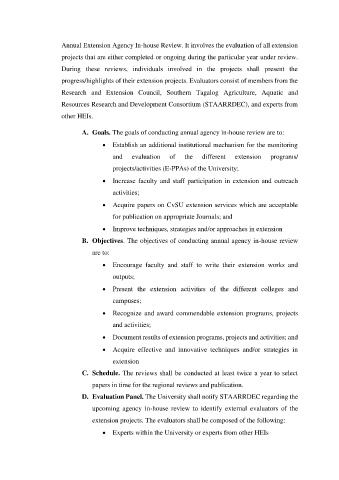 Annual Extension Agency In-house Review. It involves the evaluation of all extension
projects that are either completed or ongoing during the particular year under review.
During these reviews, individuals involved in the projects shall present the
progress/highlights of their extension projects. Evaluators consist of members from the
Research and Extension Council, Southern Tagalog Agriculture, Aquatic and
Resources Research and Development Consortium (STAARRDEC), and experts from
other HEIs.
A. Goals. The goals of conducting annual agency in-house review are to:
• Establish an additional institutional mechanism for the monitoring
and evaluation of the different extension programs/
projects/activities (E-PPAs) of the University;
• Increase faculty and staff participation in extension and outreach
activities;
• Acquire papers on CvSU extension services which are acceptable
for publication on appropriate Journals; and
• Improve techniques, strategies and/or approaches in extension
B. Objectives. The objectives of conducting annual agency in-house review
are to:
• Encourage faculty and staff to write their extension works and
outputs;
• Present the extension activities of the different colleges and
campuses;
• Recognize and award commendable extension programs, projects
and activities;
• Document results of extension programs, projects and activities; and
• Acquire effective and innovative techniques and/or strategies in
extension
C. Schedule. The reviews shall be conducted at least twice a year to select
papers in time for the regional reviews and publication.
D. Evaluation Panel. The University shall notify STAARRDEC regarding the
upcoming agency in-house review to identify external evaluators of the
extension projects. The evaluators shall be composed of the following:
• Experts within the University or experts from other HEIs